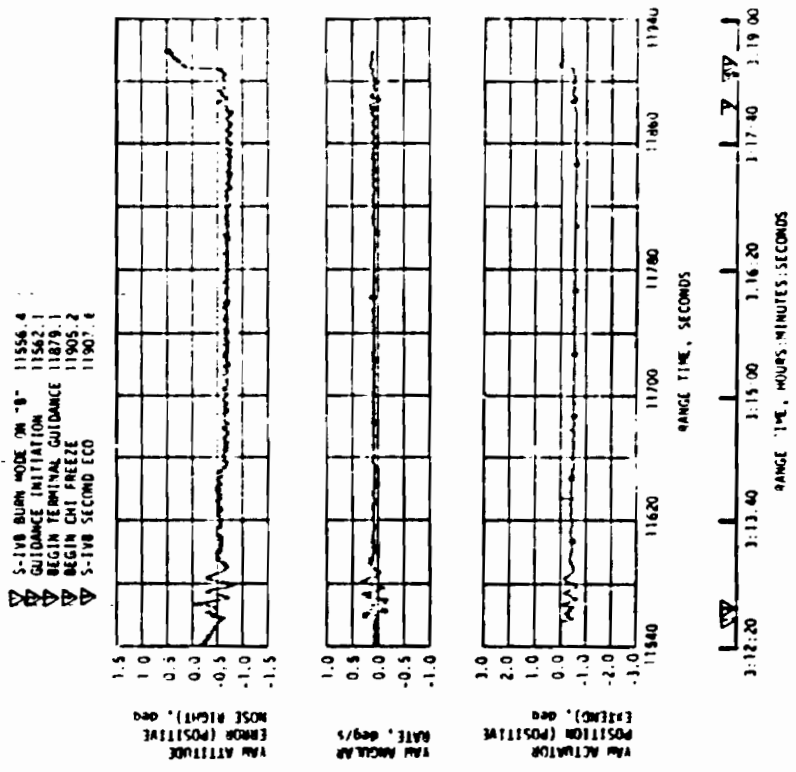 S-IVB BURN MODE ON "B" 11556.4
GUIDANCE INITIATION 11562.1
BEGIN TERMINAL GUIDANCE 11879.1
BEGIN CHI FREEZE 11905.2
S-IVB SECOND ECO
YAW ATTITUDE
ERROR (POSITIVE
NOSE RIGHT), deg
1.5
1.0
0.5
0.0
-0.5
-1.0
-1.5
YAW ANGULAR
RATE, deg/s
1.0
0.5
0.0
-0.5
-1.0
YAW ACTUATOR
POSITION (POSITIVE
EXTEND), deg
3.0
2.0
1.0
0.0
-1.0
-2.0
-3.0
11540
11620
11700
11780
11860
11940
RANGE TIME, SECONDS
3:12:20
3:13:40
3:15:00
3:16:20
3:17:40
3:19:00
RANGE TIME, HOURS:MINUTES:SECONDS